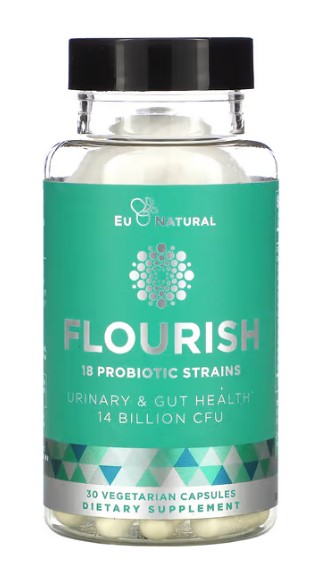 Eu Natural
FLOURISH
18 PROBIOTIC STRAINS
URINARY & GUT HEALTH
14 BILLION CFU
30 VEGETARIAN CAPSULES
DIETARY SUPPLEMENT